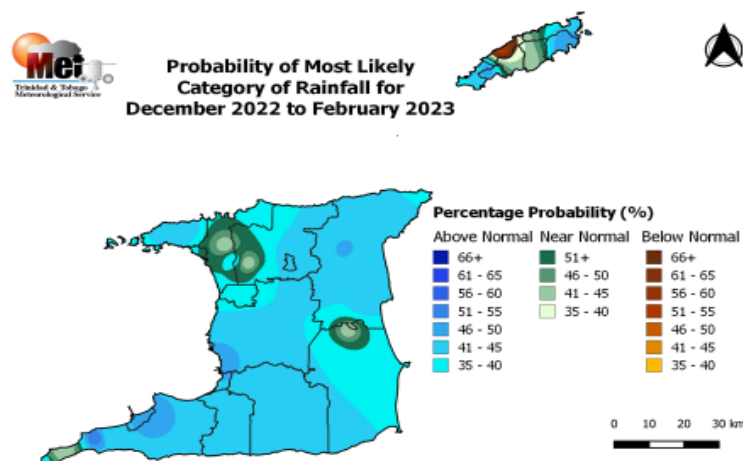 Met
Trinidad & Tobago
Meteorological Service
Probability of Most Likely
Category of Rainfall for
December 2022 to February 2023
Percentage Probability (%)
Above Normal Near Normal Below Normal
66+ 51+ 66+
61 - 65 46 - 50 61 - 65
56 - 60 41 - 45 56 - 60
51 - 55 35 - 40 51 - 55
46 - 50 46 - 50
41 - 45 41 - 45
35 - 40 35 - 40
0 10 20 30 km